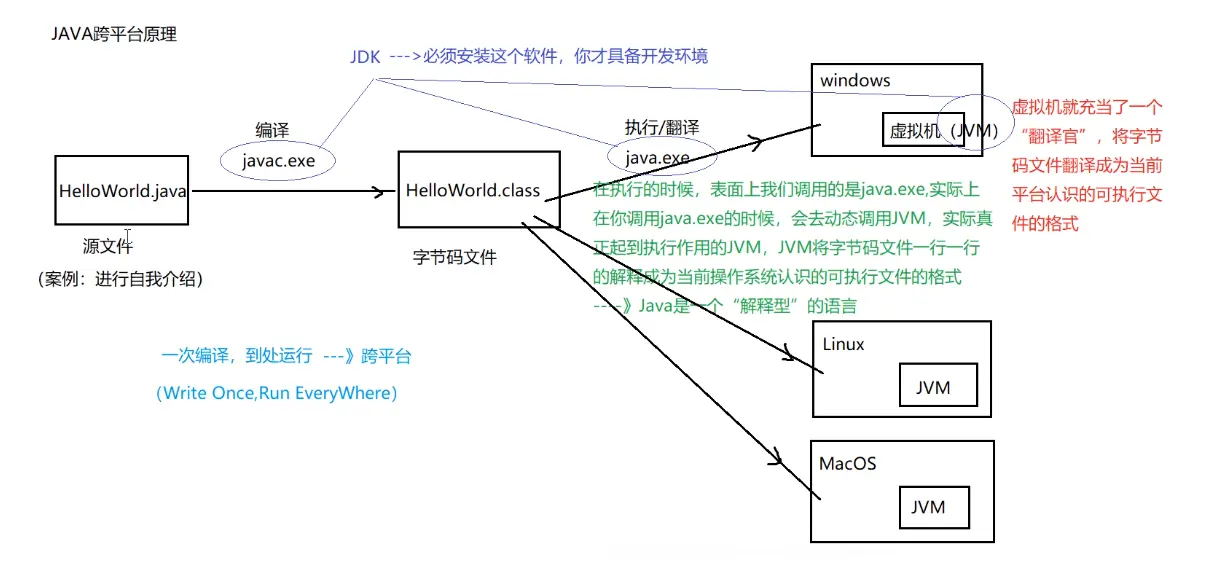 JAVA跨平台原理
JDK --->必须安装这个软件，你才具备开发环境
编译
javac.exe
执行/翻译
java.exe
windows
虚拟机（JVM）
虚拟机就充当了一个
“翻译官”，将字节
码文件翻译成为当前
平台认识的可执行文
件的格式
HelloWorld.java
源文件
（案例：进行自我介绍）
HelloWorld.class
字节码文件
在执行的时候，表面上我们调用的是java.exe,实际上
在你调用java.exe的时候，会去动态调用JVM，实际真
正起到执行作用的JVM，JVM将字节码文件一行一行
的解释成为当前操作系统认识的可执行文件的格式
----》Java是一个“解释型”的语言
一次编译，到处运行 ---》跨平台
（Write Once,Run EveryWhere）
Linux
JVM
MacOS
JVM